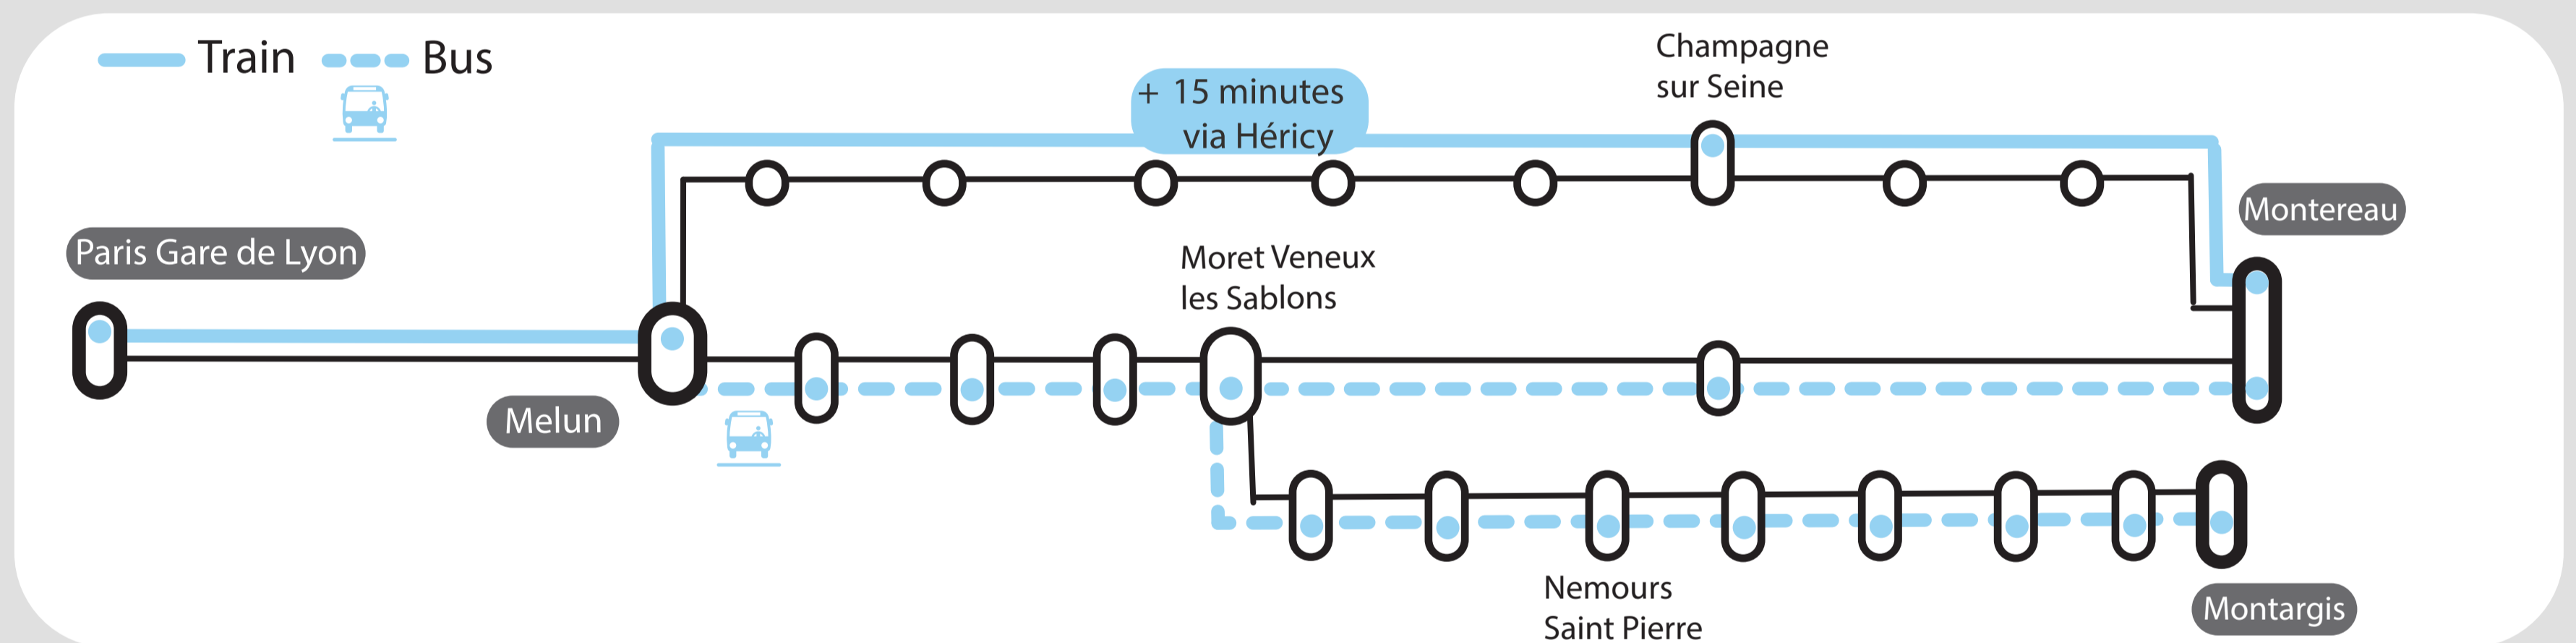 Train
Bus
Champagne
sur Seine
+ 15 minutes
via Héricy
Montereau
Paris Gare de Lyon
Moret Veneux
les Sablons
Melun
Nemours
Saint Pierre
Montargis